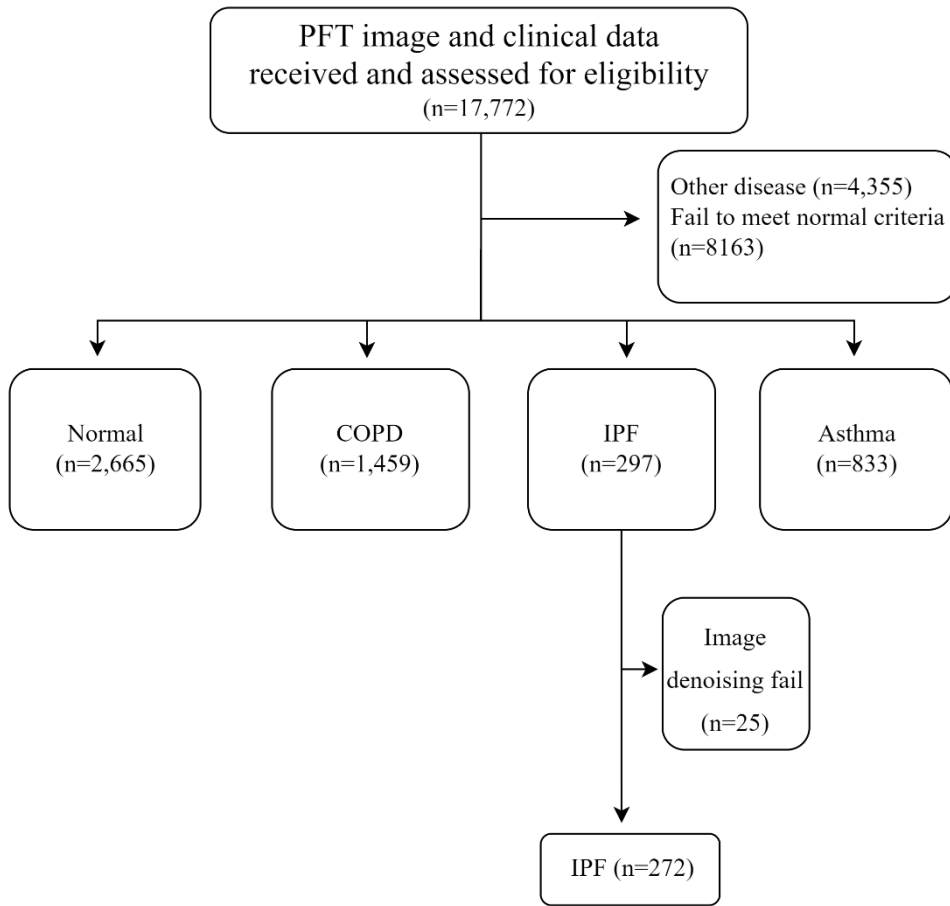 PFT image and clinical data
received and assessed for eligibility
(n=17,772)
Other disease (n=4,355)
Fail to meet normal criteria
(n=8163)
Normal
(n=2,665)
COPD
(n=1,459)
IPF
(n=297)
Asthma
(n=833)
Image
denoising fail
(n=25)
IPF (n=272)